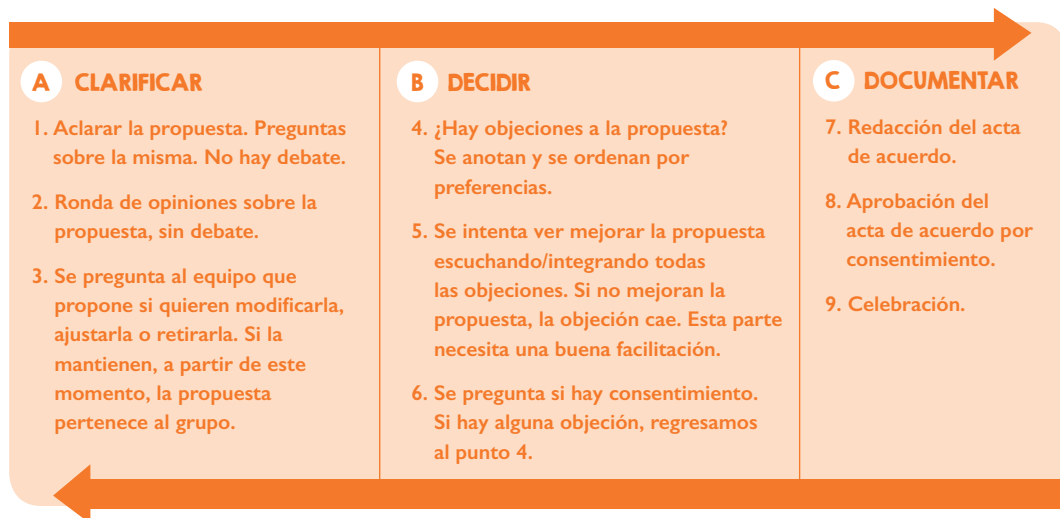 A CLARIFICAR
1. Aclarar la propuesta. Preguntas
sobre la misma. No hay debate.
2. Ronda de opiniones sobre la
propuesta, sin debate.
3. Se pregunta al equipo que
propone si quieren modificarla,
ajustarla o retirarla. Si la
mantienen, a partir de este
momento, la propuesta
pertenece al grupo.
B DECIDIR
4. ¿Hay objeciones a la propuesta?
Se anotan y se ordenan por
preferencias.
5. Se intenta ver mejorar la propuesta
escuchando/integrando todas
las objeciones. Si no mejoran la
propuesta, la objeción cae. Esta parte
necesita una buena facilitación.
6. Se pregunta si hay consentimiento.
Si hay alguna objeción, regresamos
al punto 4.
C DOCUMENTAR
7. Redacción del acta
de acuerdo.
8. Aprobación del
acta de acuerdo por
consentimiento.
9. Celebración.